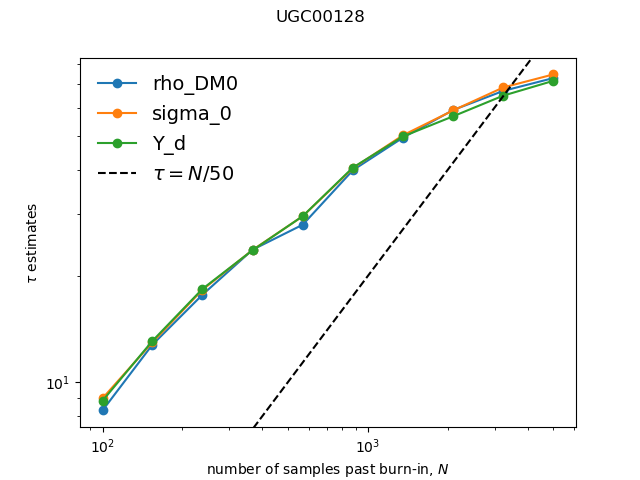 UGC00128
rho_DM0
sigma_0
Y_d
τ = N/50
τ estimates
10¹
10² 10³
number of samples past burn-in, N